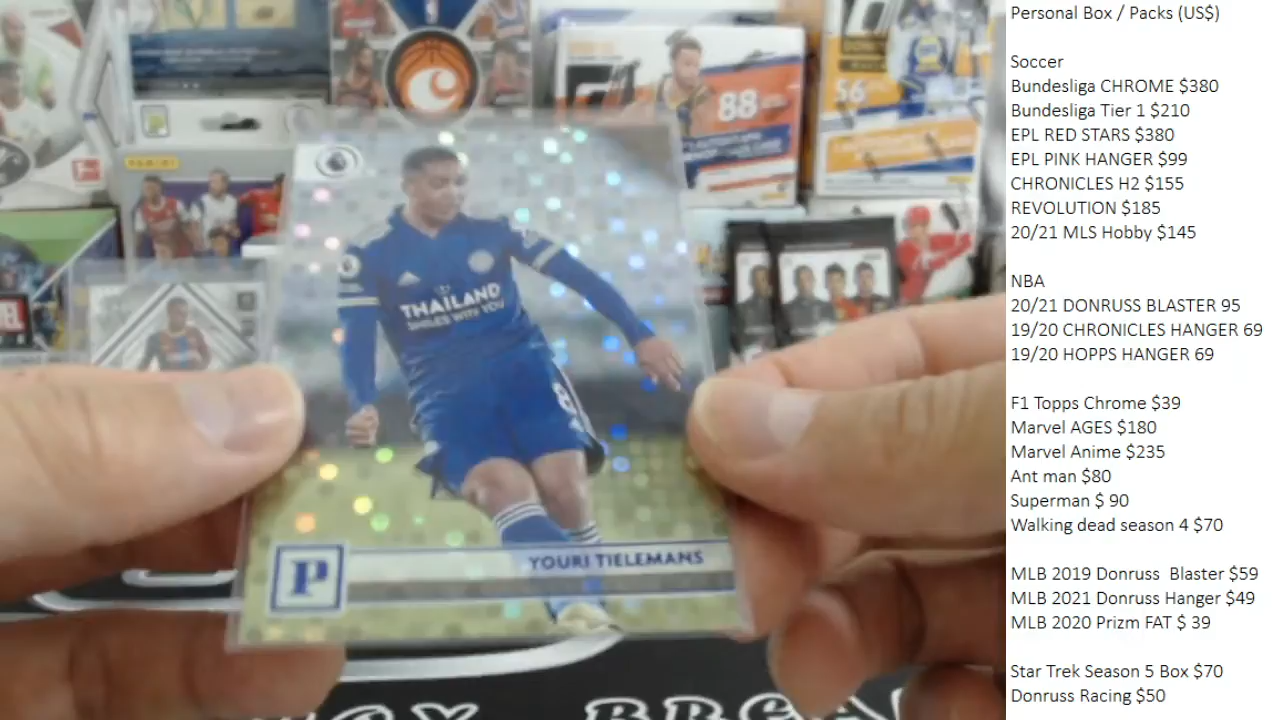 Personal Box / Packs (US$)
Soccer
Bundesliga CHROME $380
Bundesliga Tier 1 $210
EPL RED STARS $380
EPL PINK HANGER $99
CHRONICLES H2 $155
REVOLUTION $185
20/21 MLS Hobby $145
NBA
20/21 DONRUSS BLASTER 95
19/20 CHRONICLES HANGER 69
19/20 HOPPS HANGER 69
F1 Topps Chrome $39
Marvel AGES $180
Marvel Anime $235
Ant man $80
Superman $ 90
Walking dead season 4 $70
MLB 2019 Donruss  Blaster $59
MLB 2021 Donruss Hanger $49
MLB 2020 Prizm FAT $ 39
Star Trek Season 5 Box $70
Donruss Racing $50
88
56
PANINI
THAILAND
SMILES WITH YOU
8
YOURI TIELEMANS
P